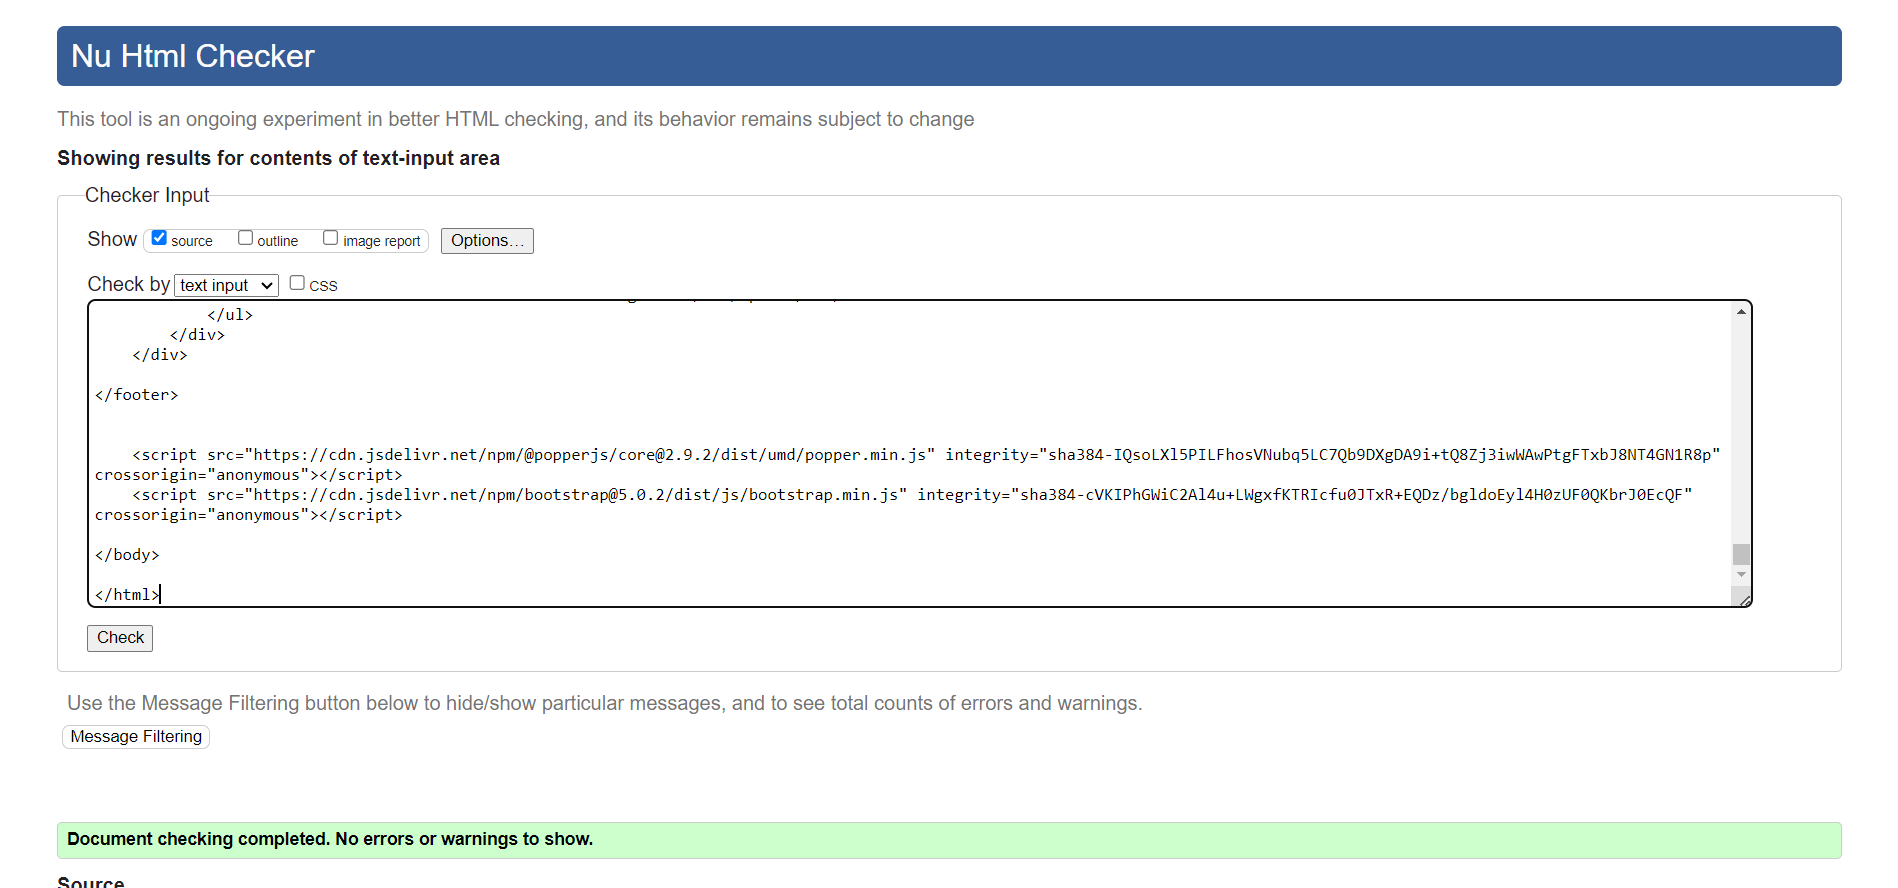 Nu Html Checker
This tool is an ongoing experiment in better HTML checking, and its behavior remains subject to change
Showing results for contents of text-input area
Checker Input
Show source outline image report Options...
Check by text input CSS
</ul>
</div>
</div>
</footer>
<script src="https://cdn.jsdelivr.net/npm/@popperjs/core@2.9.2/dist/umd/popper.min.js" integrity="sha384-IQsoLXl5PILFhosVNubq5LC7Qb9DXgDA9i+tQ8Zj3iwWAwPtgFTxbJ8NT4GN1R8p"
crossorigin="anonymous"></script>
<script src="https://cdn.jsdelivr.net/npm/bootstrap@5.0.2/dist/js/bootstrap.min.js" integrity="sha384-cVKIPhGWiC2Al4u+LWgxfKTRIcfu0JTxR+EQDz/bgldoEyl4H0zUF0QKbrJ0EcQF"
crossorigin="anonymous"></script>
</body>
</html>
Check
Use the Message Filtering button below to hide/show particular messages, and to see total counts of errors and warnings.
Message Filtering
Document checking completed. No errors or warnings to show.
Source